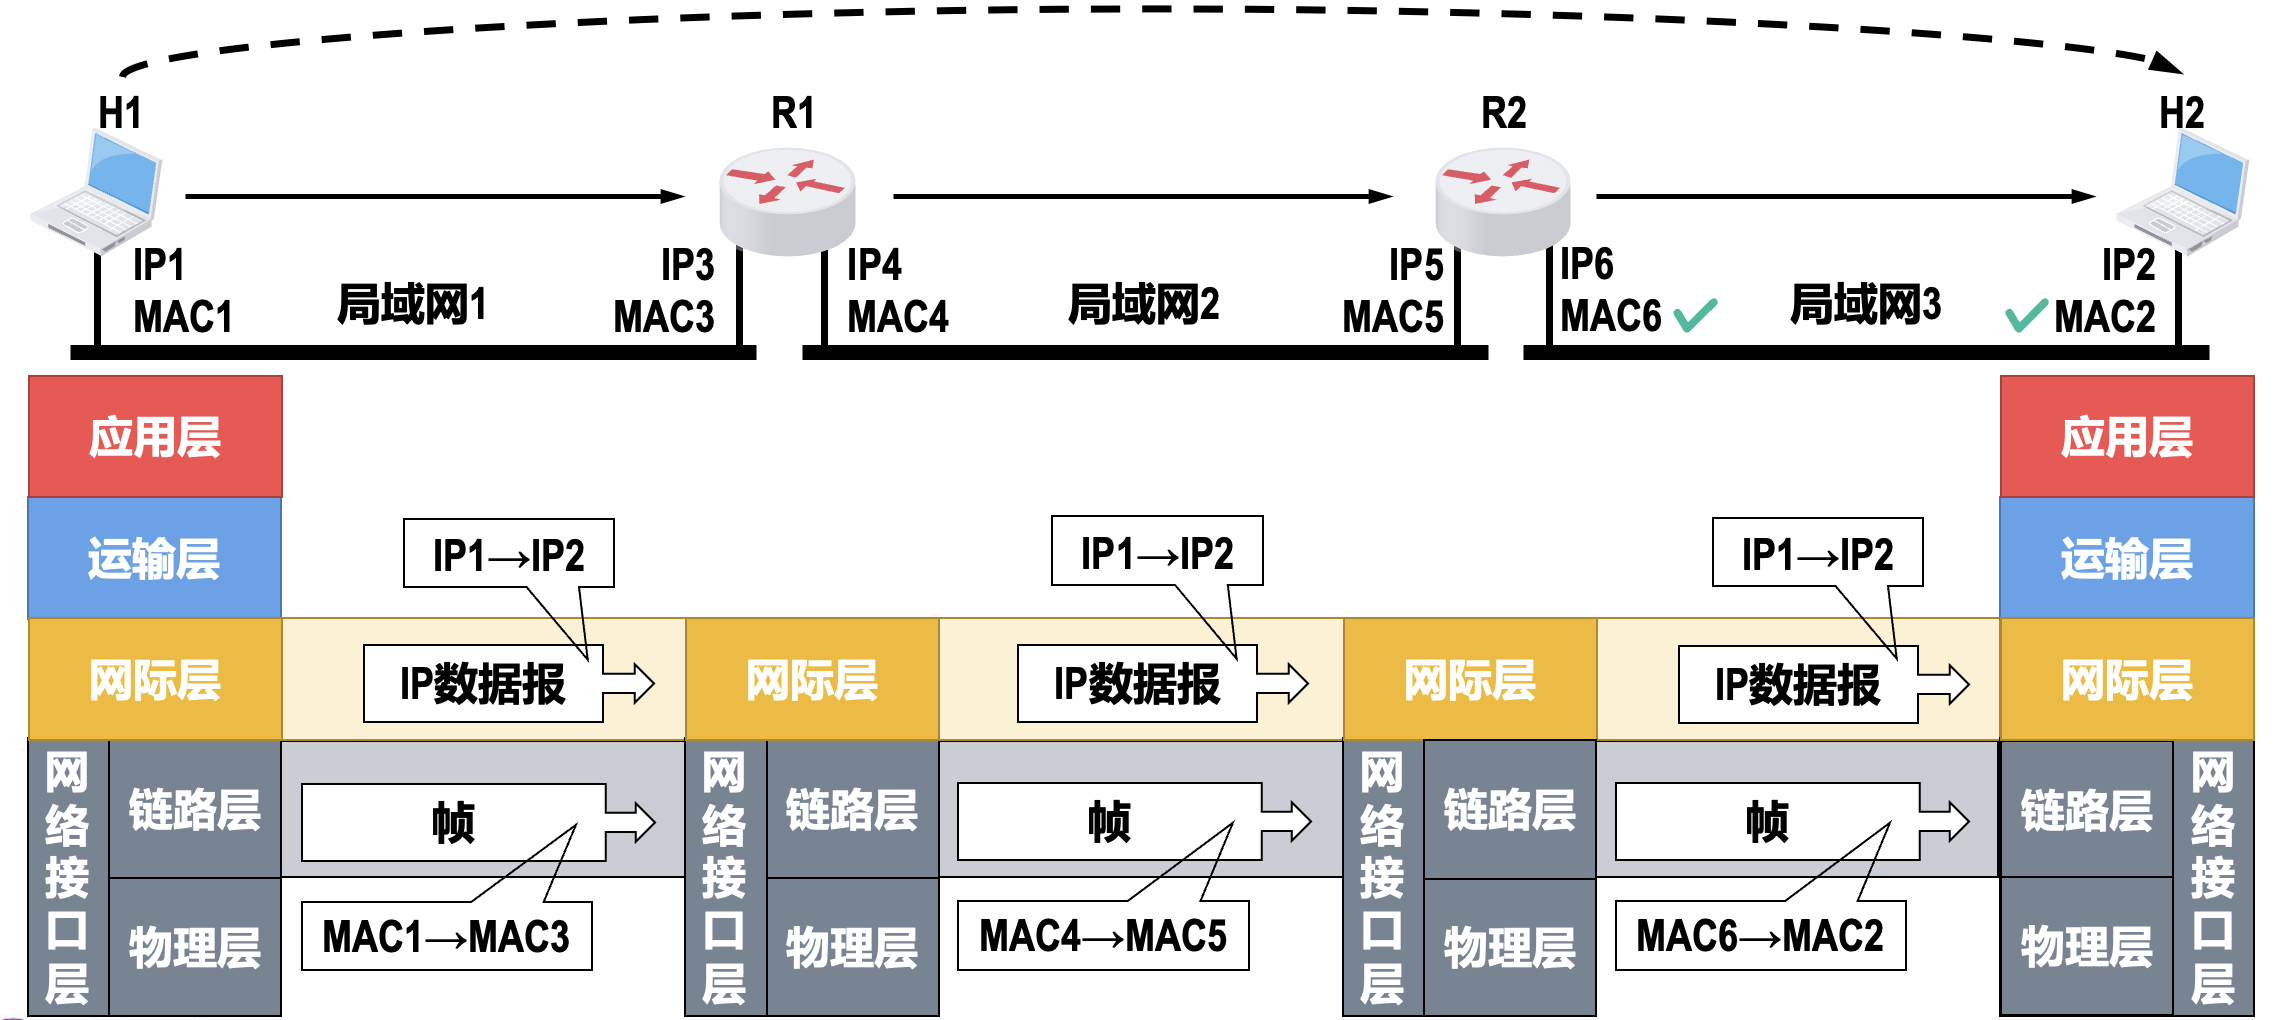 H1
R1
R2
H2
IP1
MAC1
局域网1
IP3
MAC3
IP4
MAC4
局域网2
IP5
MAC5
IP6
MAC6
局域网3
IP2
MAC2
应用层
应用层
运输层
IP1→IP2
IP1→IP2
IP1→IP2
运输层
网际层
IP数据报
网际层
IP数据报
网际层
IP数据报
网际层
网络接口层
链路层
帧
网络接口层
链路层
帧
网络接口层
链路层
帧
链路层
网络接口层
物理层
MAC1→MAC3
物理层
MAC4→MAC5
物理层
MAC6→MAC2
物理层